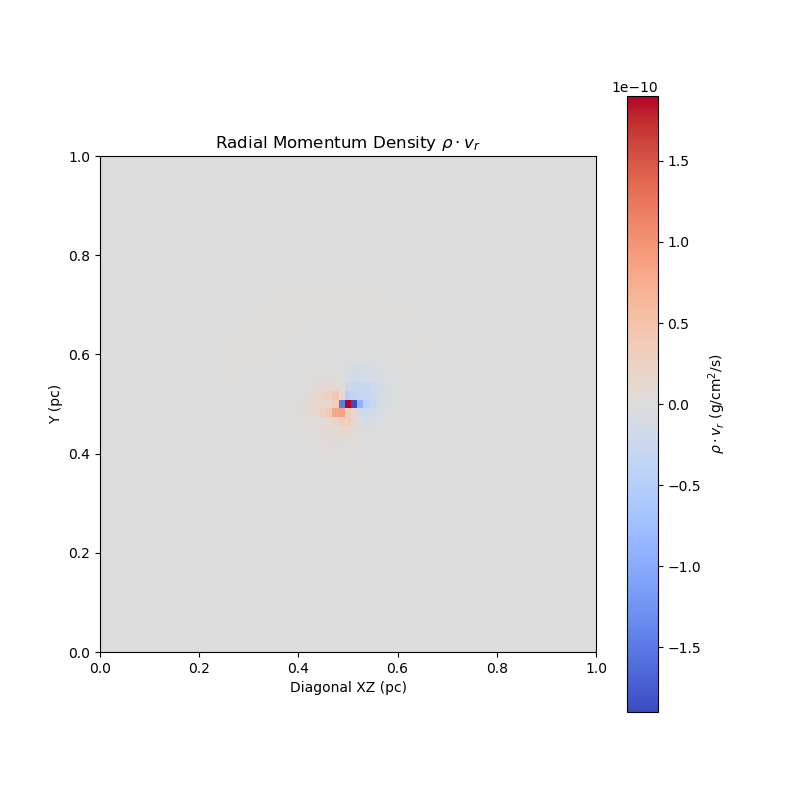 1e−10
Radial Momentum Density ρ · v_r
1.0
0.8
0.6
0.4
0.2
0.0
Y (pc)
0.0 0.2 0.4 0.6 0.8 1.0
Diagonal XZ (pc)
1.5
1.0
0.5
0.0
−0.5
−1.0
−1.5
ρ · v_r (g/cm²/s)